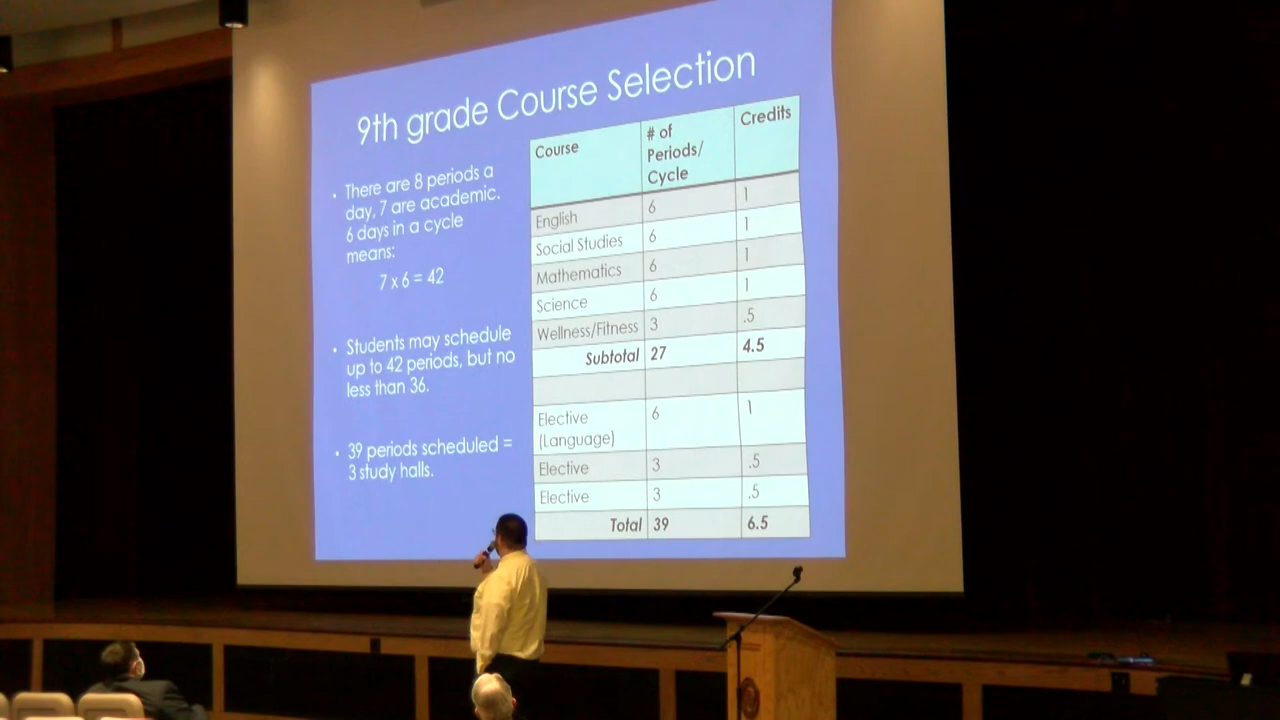 9th grade Course Selection
• There are 8 periods a
day, 7 are academic.
6 days in a cycle
means:
7 x 6 = 42
• Students may schedule
up to 42 periods, but no
less than 36.
• 39 periods scheduled =
3 study halls.
Course # of Periods/ Cycle Credits
English 6 1
Social Studies 6 1
Mathematics 6 1
Science 6 1
Wellness/Fitness 3 .5
Subtotal 27 4.5
Elective (Language) 6 1
Elective 3 .5
Elective 3 .5
Total 39 6.5